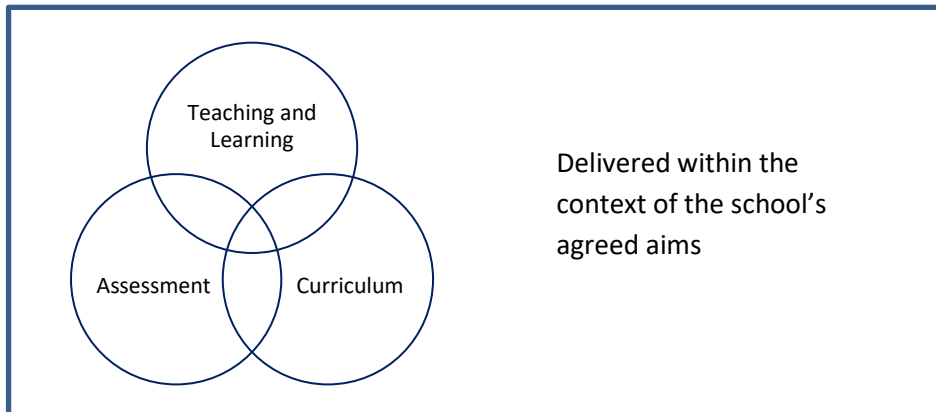 Teaching and
Learning
Assessment
Curriculum
Delivered within the
context of the school’s
agreed aims